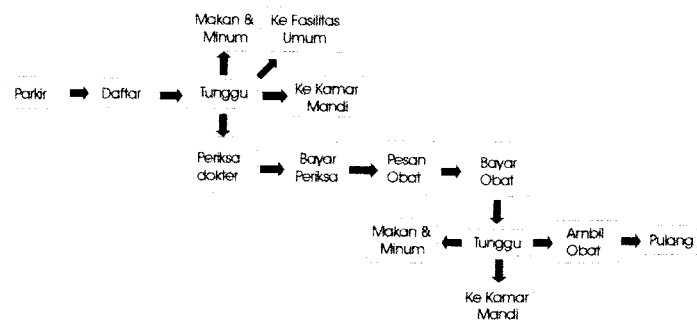 Makan &
Minum
Ke Fasilitas
Umum
Parkir
Daftar
Tunggu
Ke Kamar
Mandi
Periksa
dokter
Bayar
Periksa
Pesan
Obat
Bayar
Obat
Makan &
Minum
Tunggu
Ambil
Obat
Pulang
Ke Kamar
Mandi